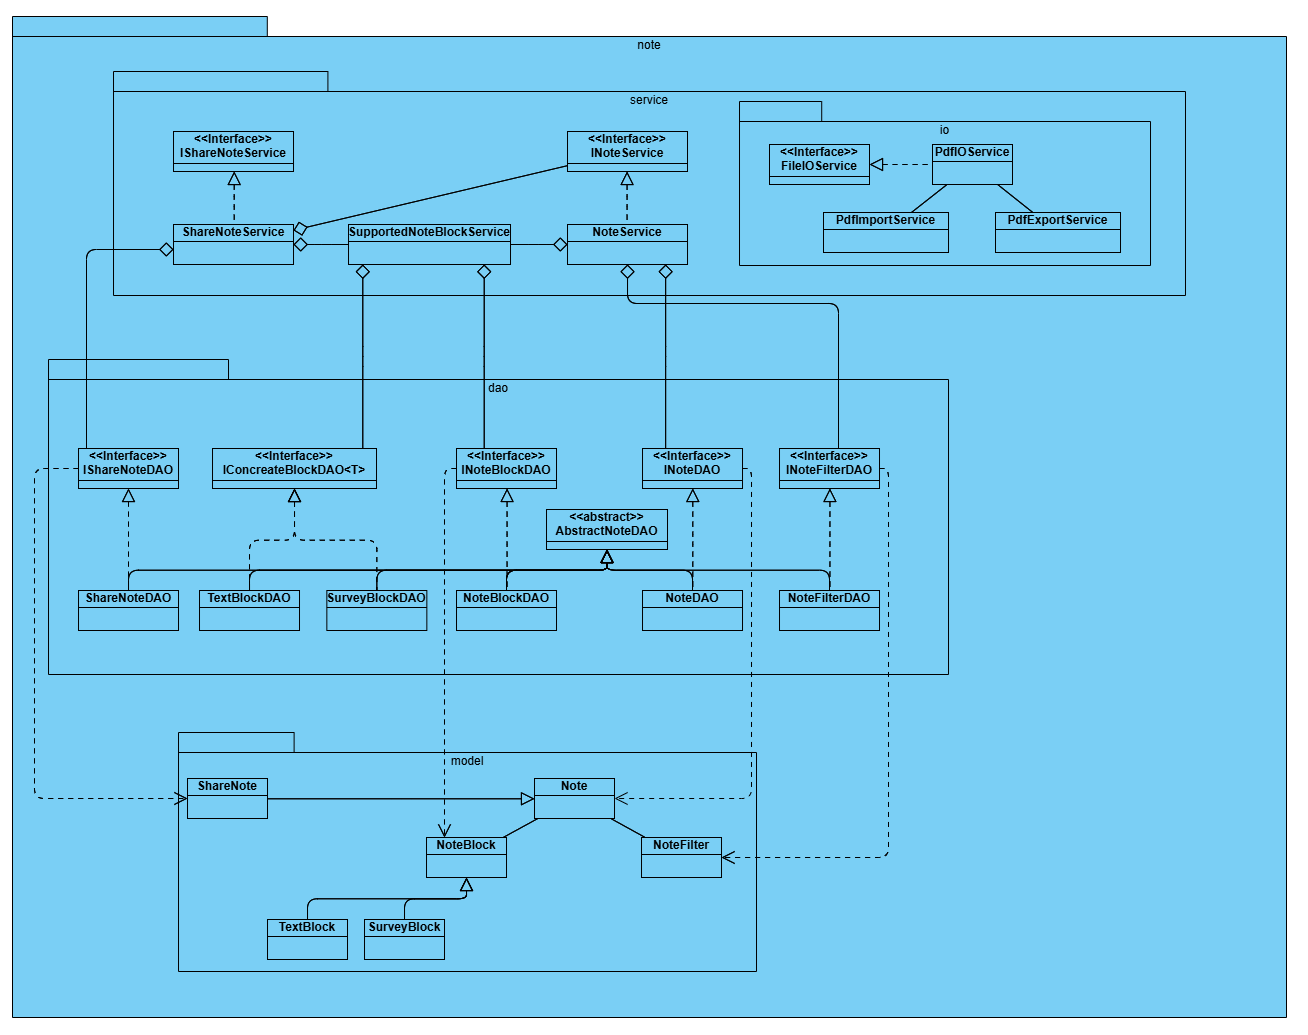 note
service
io
<<Interface>>
IShareNoteService
<<Interface>>
INoteService
<<Interface>>
FileIOService
PdfIOService
PdfImportService
PdfExportService
ShareNoteService
SupportedNoteBlockService
NoteService
dao
<<Interface>>
IShareNoteDAO
<<Interface>>
IConcreateBlockDAO<T>
<<Interface>>
INoteBlockDAO
<<Interface>>
INoteDAO
<<Interface>>
INoteFilterDAO
<<abstract>>
AbstractNoteDAO
ShareNoteDAO
TextBlockDAO
SurveyBlockDAO
NoteBlockDAO
NoteDAO
NoteFilterDAO
model
ShareNote
Note
NoteBlock
NoteFilter
TextBlock
SurveyBlock